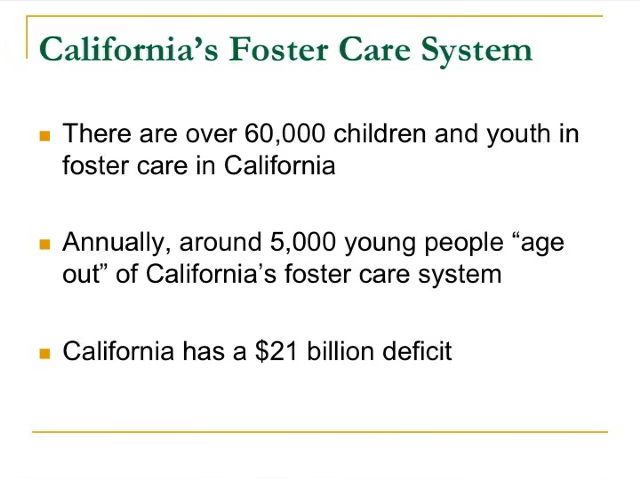 California’s Foster Care System
There are over 60,000 children and youth in
foster care in California
Annually, around 5,000 young people “age
out” of California’s foster care system
California has a $21 billion deficit